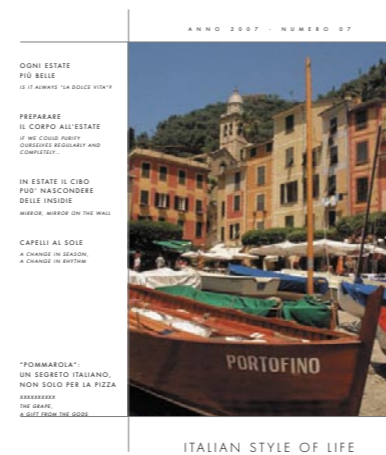 ANNO 2007 - NUMERO 07
OGNI ESTATE
PIÙ BELLE
IS IT ALWAYS "LA DOLCE VITA"?
PREPARARE
IL CORPO ALL'ESTATE
IF WE COULD PURIFY
OURSELVES REGULARLY AND
COMPLETELY...
IN ESTATE IL CIBO
PUO' NASCONDERE
DELLE INSIDIE
MIRROR, MIRROR ON THE WALL
CAPELLI AL SOLE
A CHANGE IN SEASON,
A CHANGE IN RHYTHM
"POMMAROLA":
UN SEGRETO ITALIANO,
NON SOLO PER LA PIZZA
XXXXXXXXXX
THE GRAPE,
A GIFT FROM THE GODS
PORTOFINO
ITALIAN STYLE OF LIFE